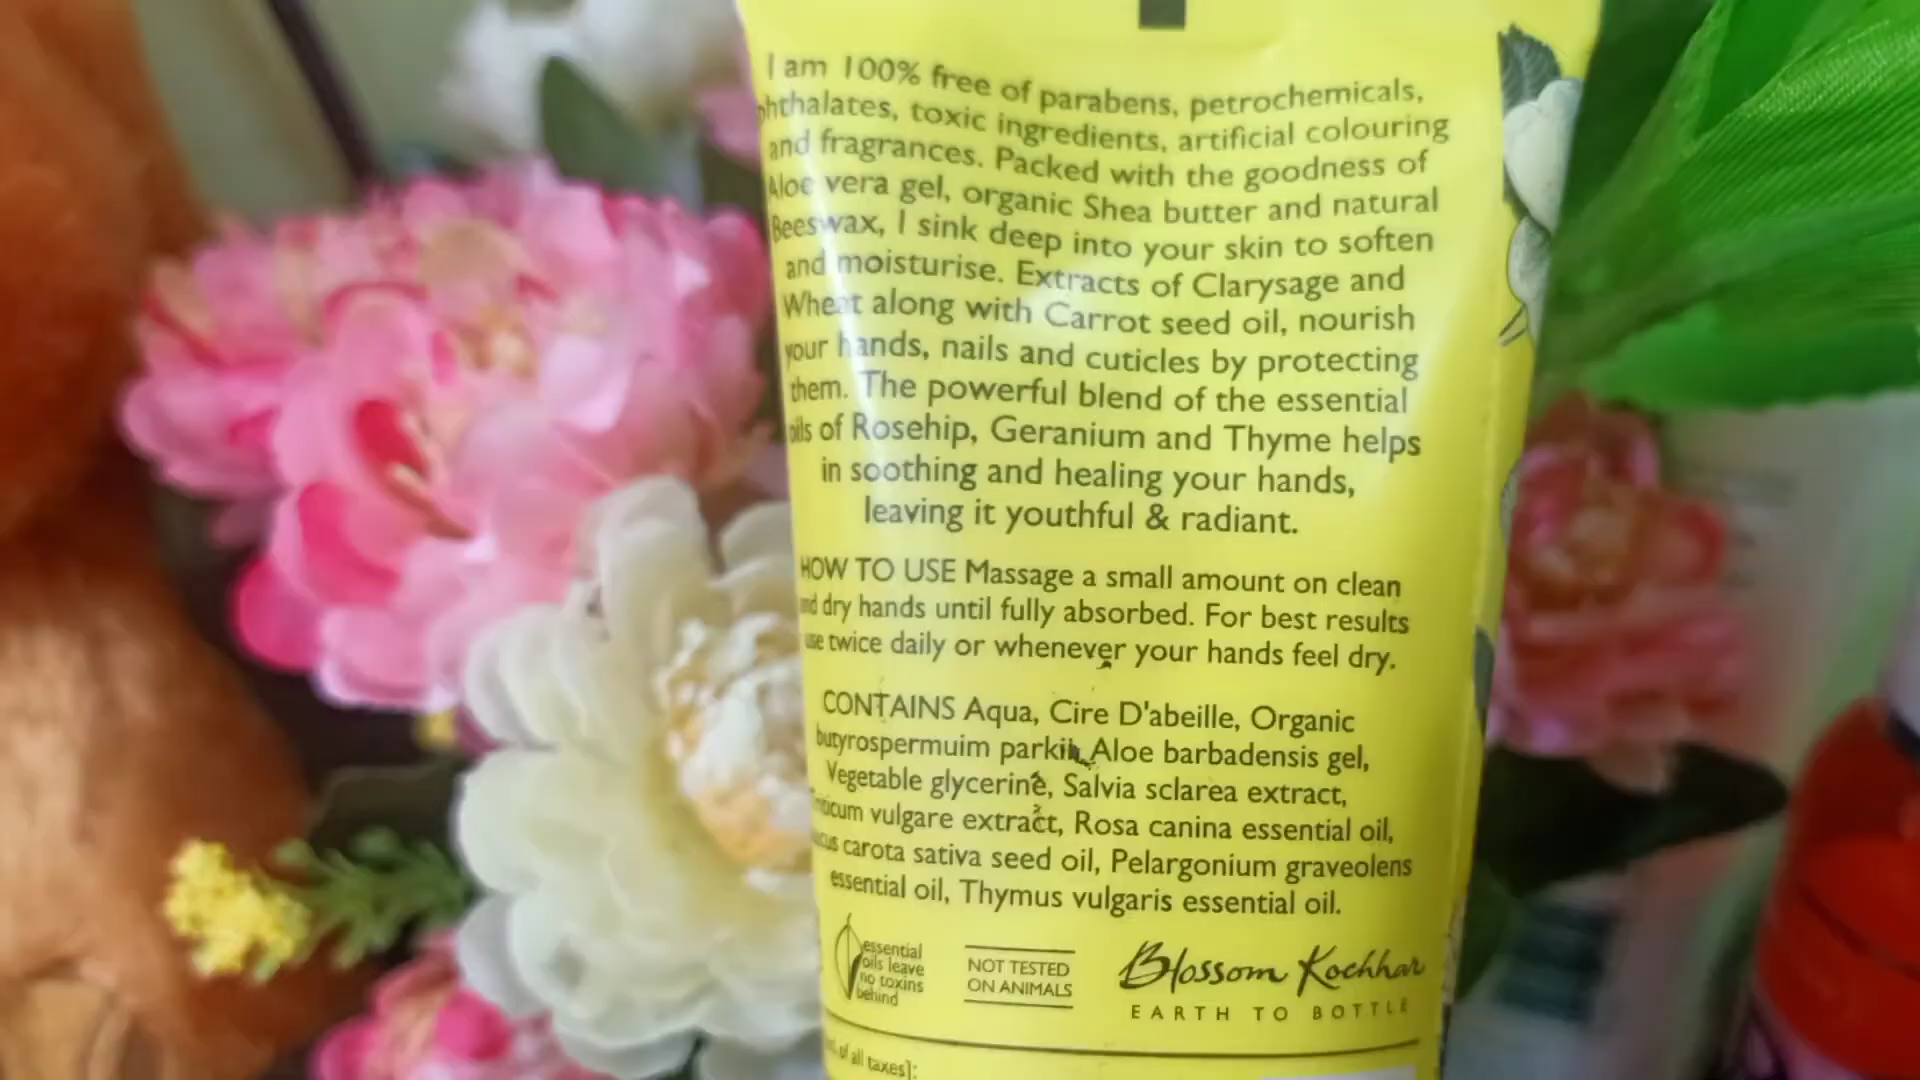 I am 100% free of parabens, petrochemicals,
phthalates, toxic ingredients, artificial colouring
and fragrances. Packed with the goodness of
Aloe vera gel, organic Shea butter and natural
Beeswax, I sink deep into your skin to soften
and moisturise. Extracts of Clarysage and
Wheat along with Carrot seed oil, nourish
your hands, nails and cuticles by protecting
them. The powerful blend of the essential
oils of Rosehip, Geranium and Thyme helps
in soothing and healing your hands,
leaving it youthful & radiant.
HOW TO USE Massage a small amount on clean
and dry hands until fully absorbed. For best results
use twice daily or whenever your hands feel dry.
CONTAINS Aqua, Cire D'abeille, Organic
butyrospermuim parkii, Aloe barbadensis gel,
Vegetable glycerine, Salvia sclarea extract,
vulgare extract, Rosa canina essential oil,
carota sativa seed oil, Pelargonium graveolens
essential oil, Thymus vulgaris essential oil.
essential
oils leave
no toxins
behind
NOT TESTED
ON ANIMALS
Blossom Kochhar
EARTH TO BOTTLE
of all taxes]: